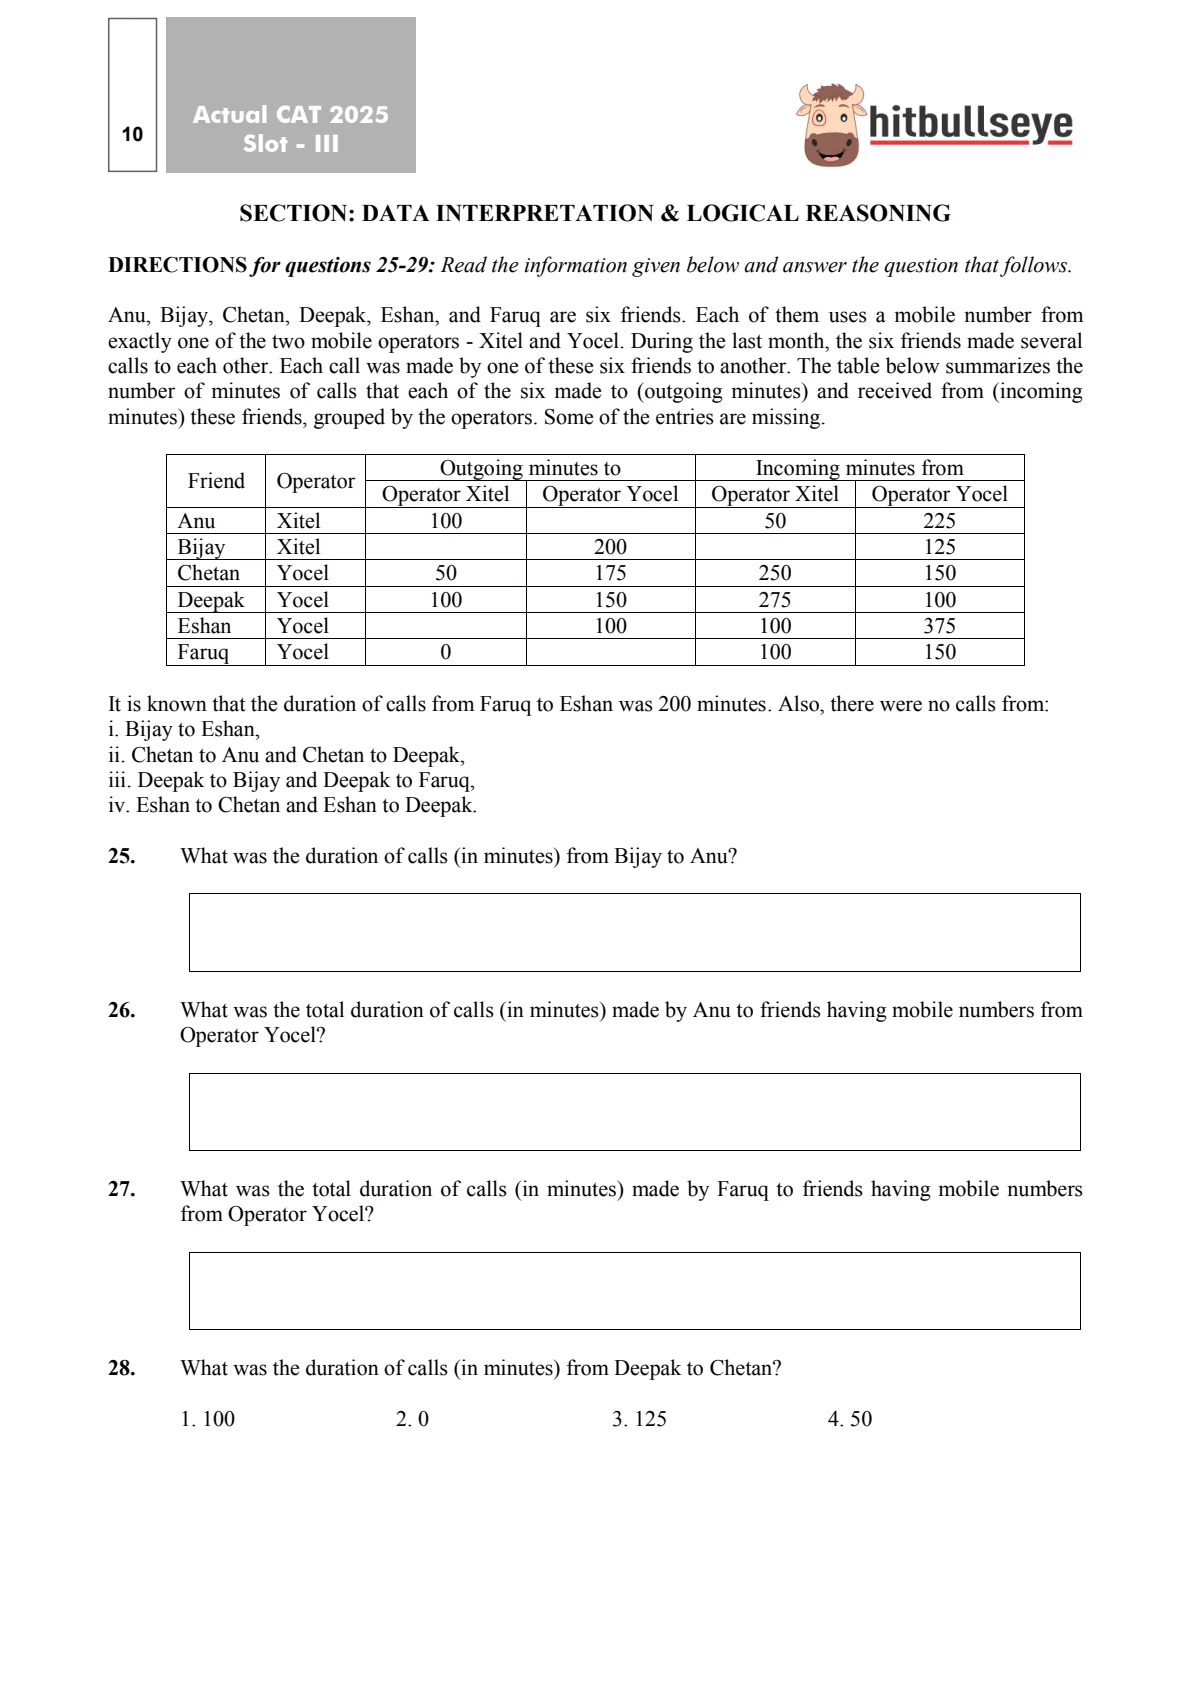 10
Actual CAT 2025
Slot - III
hitbullseye
SECTION: DATA INTERPRETATION & LOGICAL REASONING
DIRECTIONS for questions 25-29: Read the information given below and answer the question that follows.
Anu, Bijay, Chetan, Deepak, Eshan, and Faruq are six friends. Each of them uses a mobile number from
exactly one of the two mobile operators - Xitel and Yocel. During the last month, the six friends made several
calls to each other. Each call was made by one of these six friends to another. The table below summarizes the
number of minutes of calls that each of the six made to (outgoing minutes) and received from (incoming
minutes) these friends, grouped by the operators. Some of the entries are missing.
Friend Operator Outgoing minutes to Incoming minutes from
Operator Xitel Operator Yocel Operator Xitel Operator Yocel
Anu Xitel 100 50 225
Bijay Xitel 200 125
Chetan Yocel 50 175 250 150
Deepak Yocel 100 150 275 100
Eshan Yocel 100 100 375
Faruq Yocel 0 100 150
It is known that the duration of calls from Faruq to Eshan was 200 minutes. Also, there were no calls from:
i. Bijay to Eshan,
ii. Chetan to Anu and Chetan to Deepak,
iii. Deepak to Bijay and Deepak to Faruq,
iv. Eshan to Chetan and Eshan to Deepak.
25. What was the duration of calls (in minutes) from Bijay to Anu?
26. What was the total duration of calls (in minutes) made by Anu to friends having mobile numbers from
Operator Yocel?
27. What was the total duration of calls (in minutes) made by Faruq to friends having mobile numbers
from Operator Yocel?
28. What was the duration of calls (in minutes) from Deepak to Chetan?
1. 100 2. 0 3. 125 4. 50